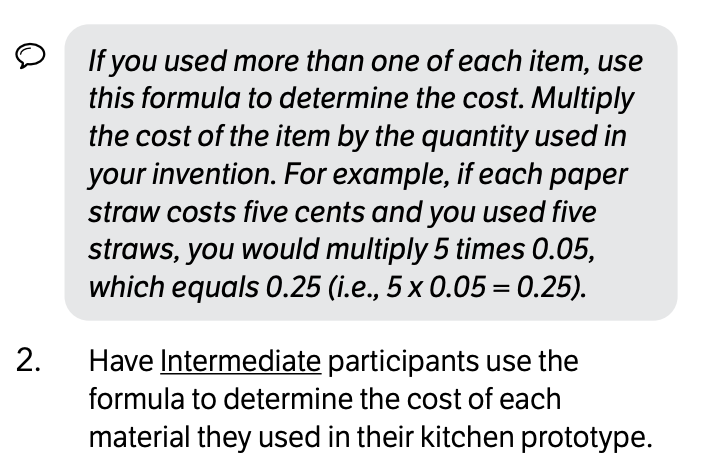 If you used more than one of each item, use
this formula to determine the cost. Multiply
the cost of the item by the quantity used in
your invention. For example, if each paper
straw costs five cents and you used five
straws, you would multiply 5 times 0.05,
which equals 0.25 (i.e., 5 x 0.05 = 0.25).
2. Have Intermediate participants use the
formula to determine the cost of each
material they used in their kitchen prototype.